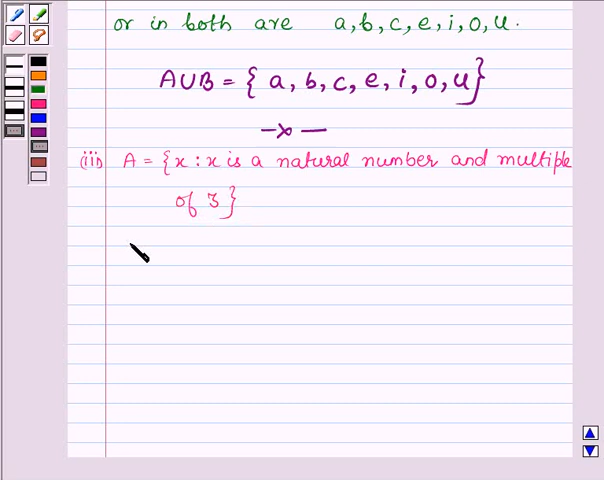 or in both are a, b, c, e, i, o, u.
A∪B = { a, b, c, e, i, o, u }
—x—
(iii) A = {x : x is a natural number and multiple
of 3}